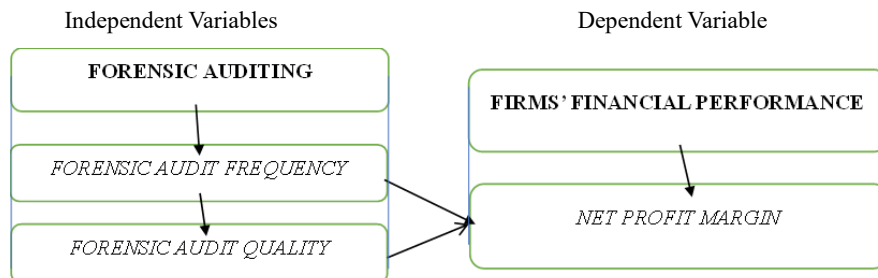 Independent Variables
Dependent Variable
FORENSIC AUDITING
FORENSIC AUDIT FREQUENCY
FORENSIC AUDIT QUALITY
FIRMS’ FINANCIAL PERFORMANCE
NET PROFIT MARGIN